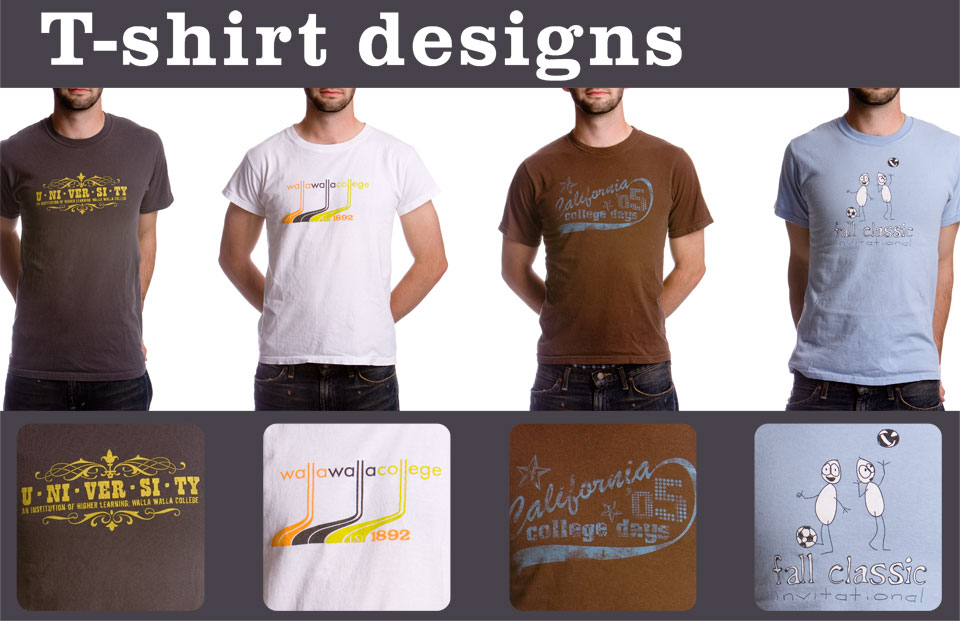 T-shirt designs
U·NI·VER·SI·TY
AN INSTITUTION OF HIGHER LEARNING, WALLA WALLA COLLEGE
wallawallacollege
EST 1892
California
'05
college days
fall classic
invitational
U·NI·VER·SI·TY
AN INSTITUTION OF HIGHER LEARNING, WALLA WALLA COLLEGE
wallawallacollege
EST 1892
California
'05
college days
fall classic
invitational